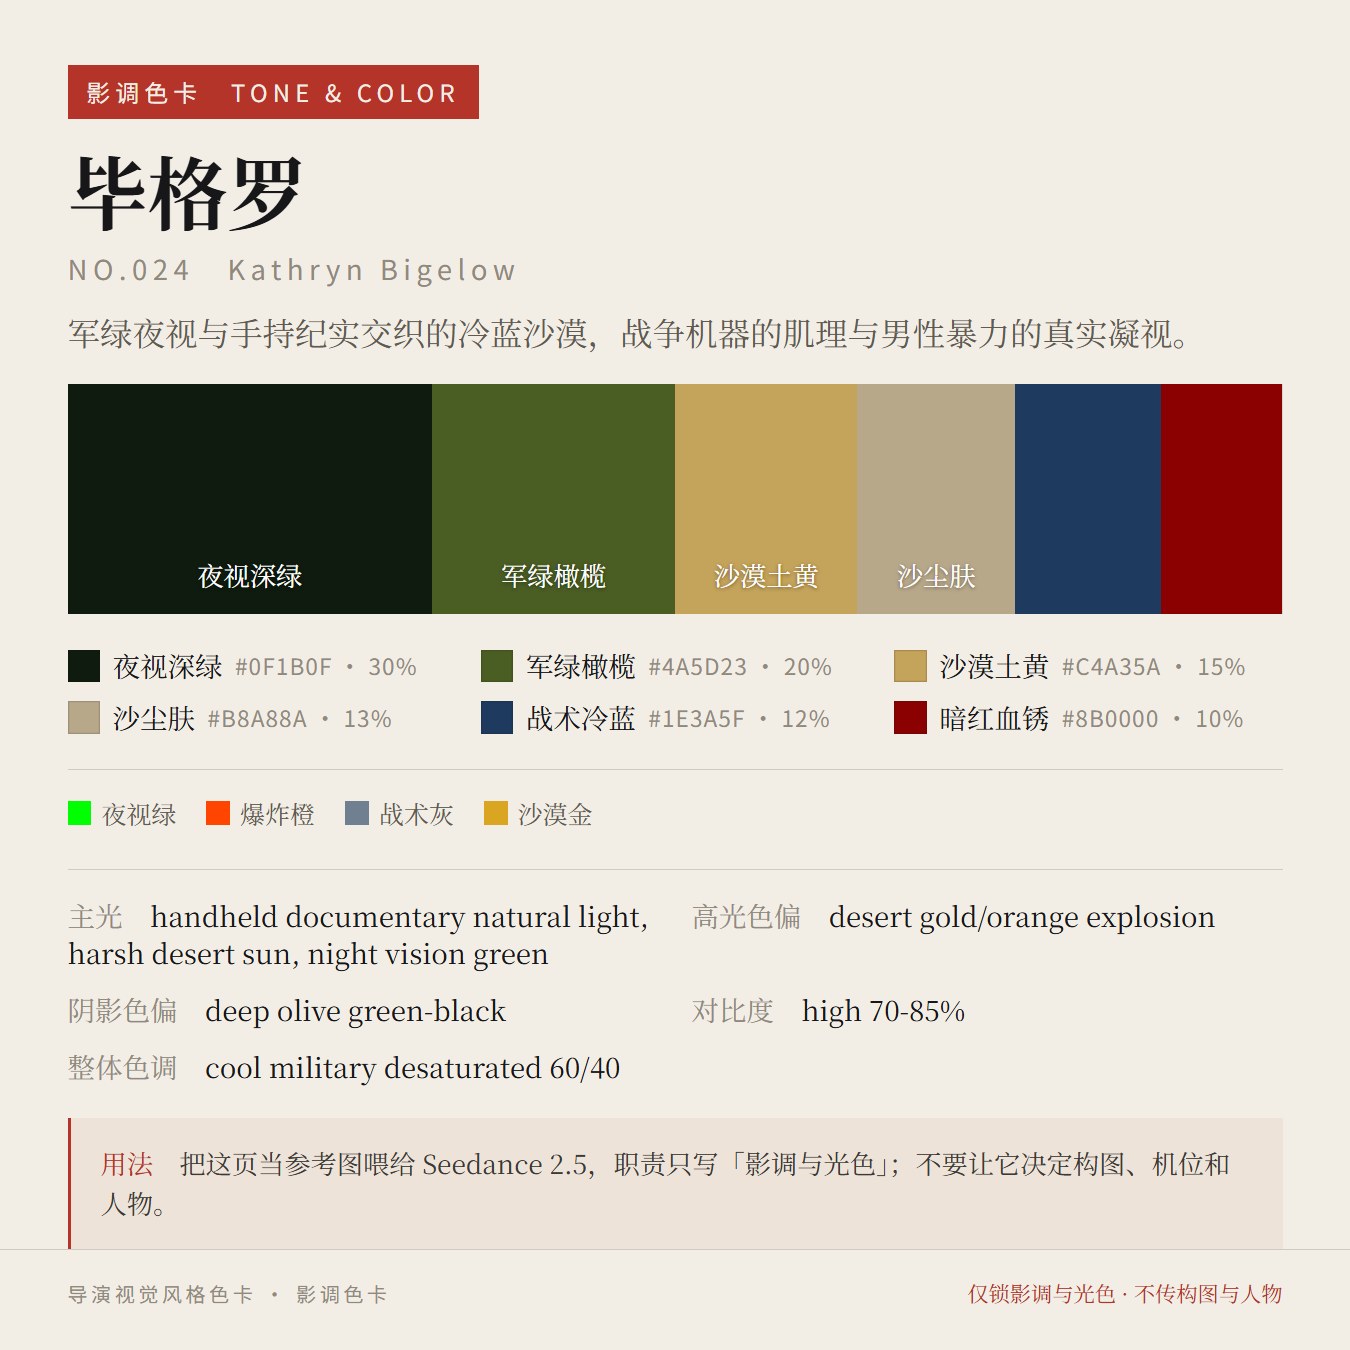 影调色卡 TONE & COLOR
毕格罗
NO.024 Kathryn Bigelow
军绿夜视与手持纪实交织的冷蓝沙漠，战争机器的肌理与男性暴力的真实凝视。
夜视深绿 军绿橄榄 沙漠土黄 沙尘肤
夜视深绿 #0F1B0F · 30% 军绿橄榄 #4A5D23 · 20% 沙漠土黄 #C4A35A · 15%
沙尘肤 #B8A88A · 13% 战术冷蓝 #1E3A5F · 12% 暗红血锈 #8B0000 · 10%
夜视绿 爆炸橙 战术灰 沙漠金
主光 handheld documentary natural light,
harsh desert sun, night vision green
高光色偏 desert gold/orange explosion
阴影色偏 deep olive green-black
对比度 high 70-85%
整体色调 cool military desaturated 60/40
用法 把这页当参考图喂给 Seedance 2.5，职责只写「影调与光色」；不要让它决定构图、机位和
人物。
导演视觉风格色卡 · 影调色卡
仅锁影调与光色 · 不传构图与人物